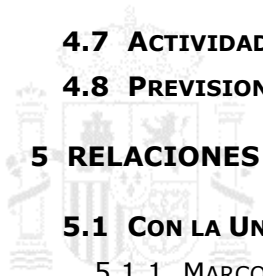 4.7 ACTIVIDAD
4.8 PREVISION
5 RELACIONES
5.1 CON LA UN
5.1.1 MARCO